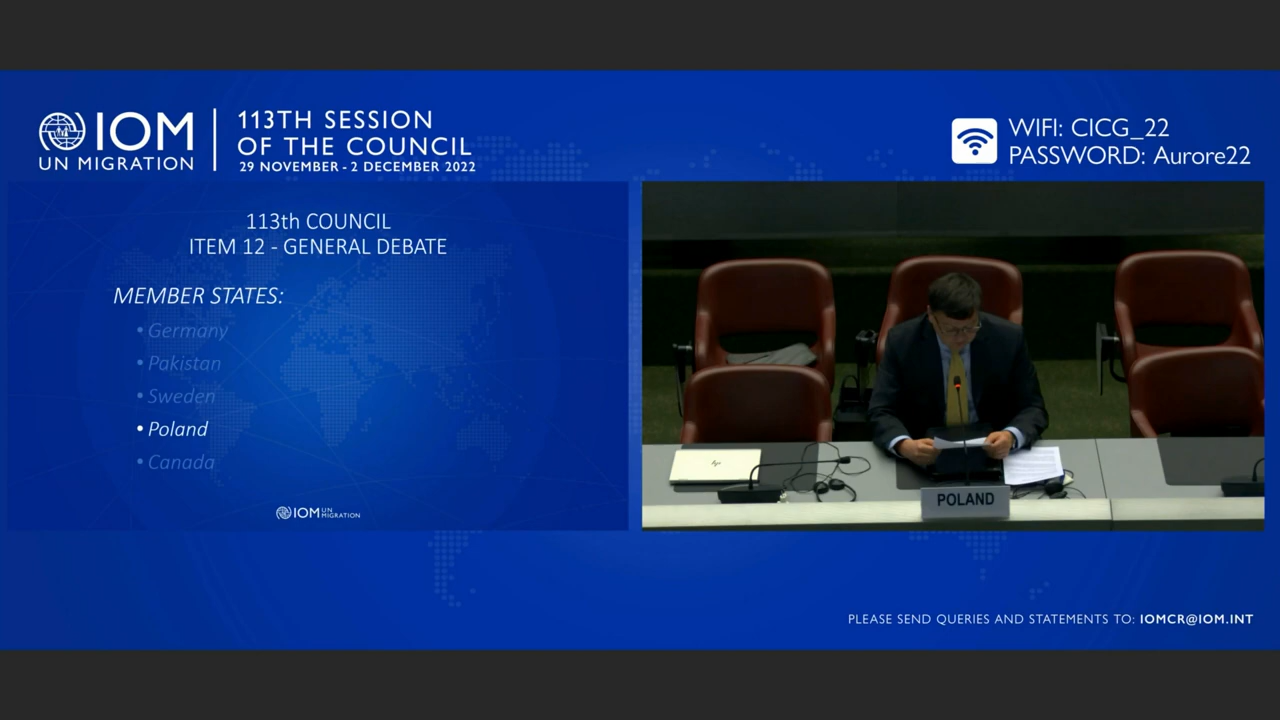 IOM
UN MIGRATION
113TH SESSION
OF THE COUNCIL
29 NOVEMBER - 2 DECEMBER 2022
WIFI: CICG_22
PASSWORD: Aurore22
113th COUNCIL
ITEM 12 - GENERAL DEBATE
MEMBER STATES:
• Germany
• Pakistan
• Sweden
• Poland
• Canada
IOM UN MIGRATION
POLAND
PLEASE SEND QUERIES AND STATEMENTS TO: IOMCR@IOM.INT